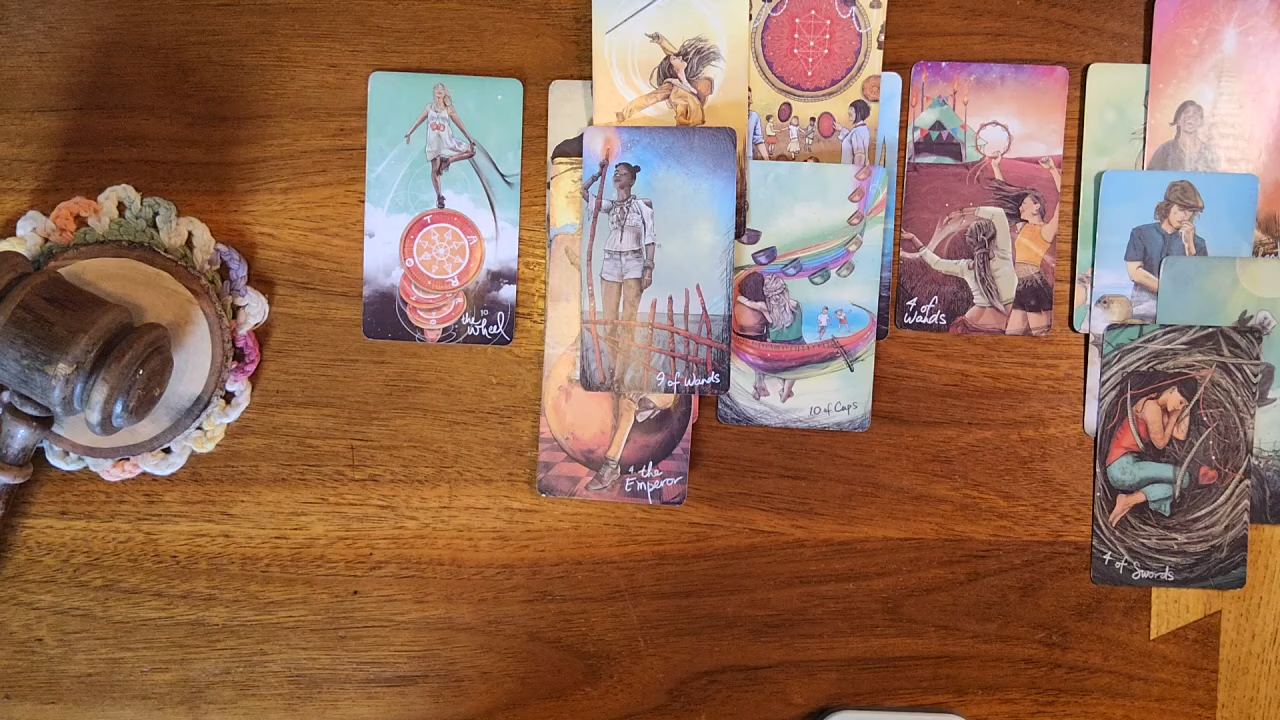 T
A
R
O
the 10
Wheel
9 of Wands
10 of Cups
4. the
Emperor
4 of
Wands
4 of Swords